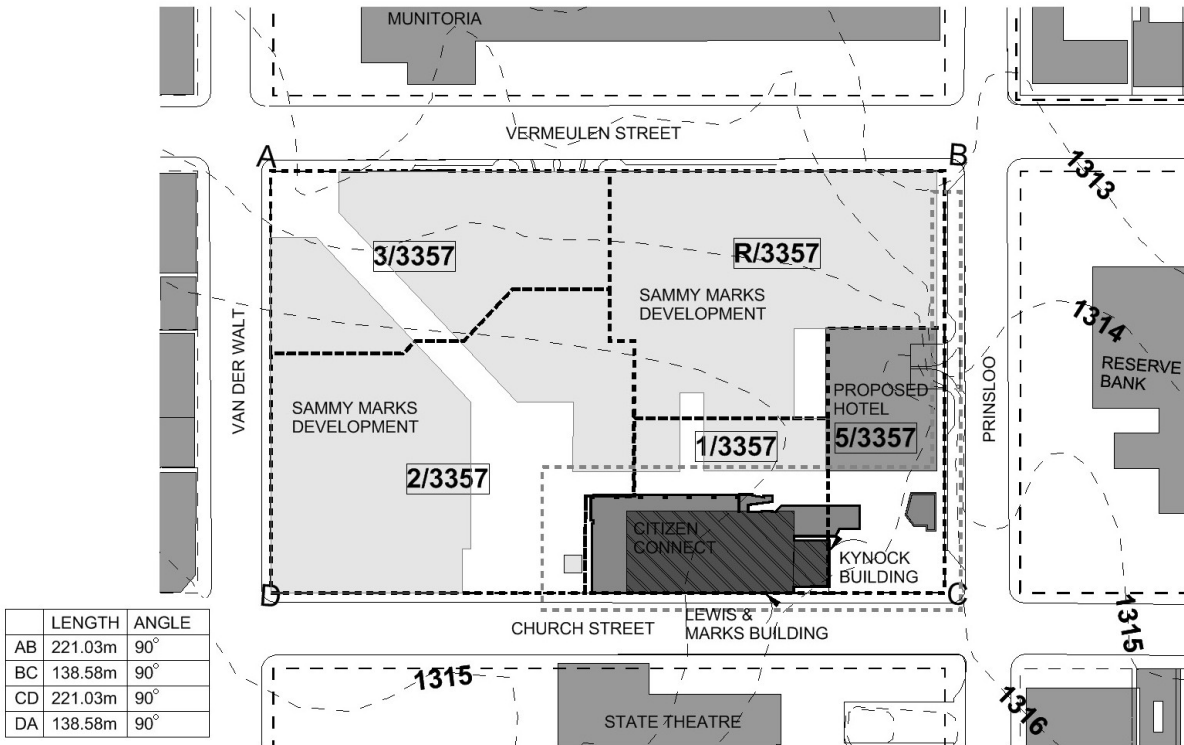 MUNITORIA
VERMEULEN STREET
A
B
1313
3/3357
R/3357
SAMMY MARKS
DEVELOPMENT
1314
RESERVE
BANK
VAN DER WALT
PRINSLOO
SAMMY MARKS
DEVELOPMENT
PROPOSED
HOTEL
1/3357
5/3357
2/3357
CITIZEN
CONNECT
KYNOCK
BUILDING
D
C
CHURCH STREET
LEWIS &
MARKS BUILDING
1315
LENGTH ANGLE
AB 221.03m 90°
BC 138.58m 90°
CD 221.03m 90°
DA 138.58m 90°
1315
1316
STATE THEATRE